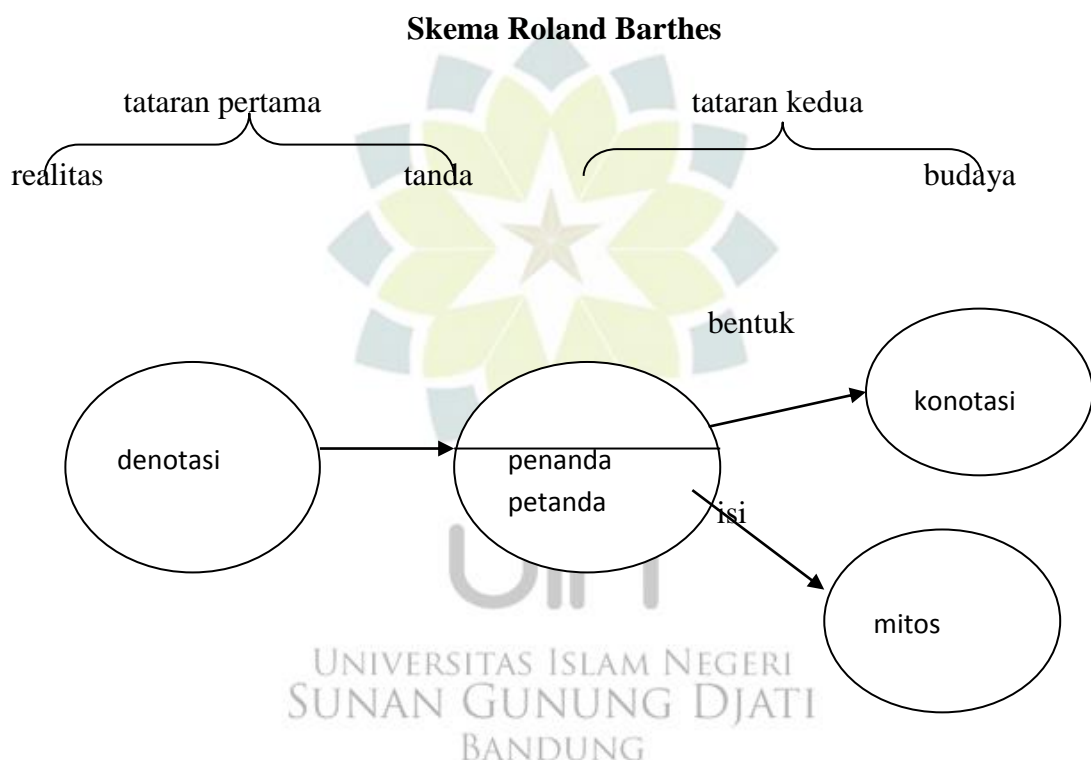 Skema Roland Barthes
tataran pertama tataran kedua
realitas tanda budaya
bentuk
konotasi
denotasi
penanda
petanda
isi
mitos
uin
UNIVERSITAS ISLAM NEGERI
SUNAN GUNUNG DJATI
BANDUNG